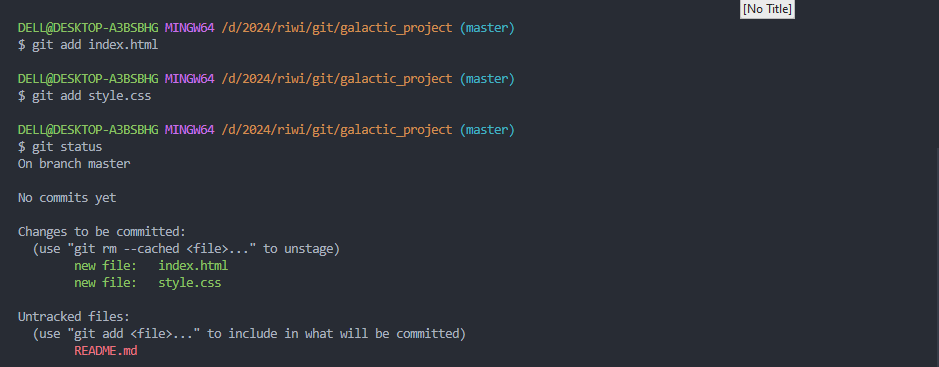 [No Title]
DELL@DESKTOP-A3BSBHG MINGW64 /d/2024/riwi/git/galactic_project (master)
$ git add index.html
DELL@DESKTOP-A3BSBHG MINGW64 /d/2024/riwi/git/galactic_project (master)
$ git add style.css
DELL@DESKTOP-A3BSBHG MINGW64 /d/2024/riwi/git/galactic_project (master)
$ git status
On branch master
No commits yet
Changes to be committed:
  (use "git rm --cached <file>..." to unstage)
        new file:   index.html
        new file:   style.css
Untracked files:
  (use "git add <file>..." to include in what will be committed)
        README.md